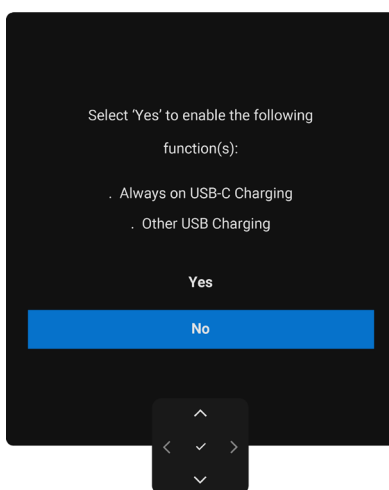 Select ‘Yes’ to enable the following
function(s):
. Always on USB-C Charging
. Other USB Charging
Yes
No